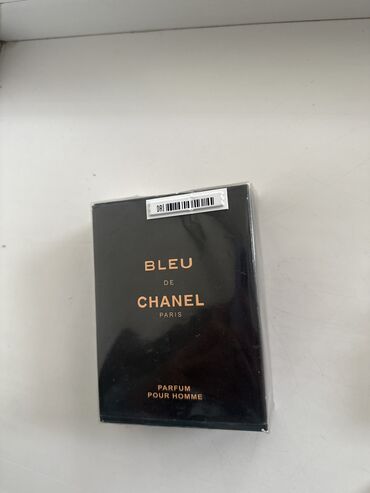 BLEU
DE
CHANEL
PARIS
PARFUM
POUR HOMME